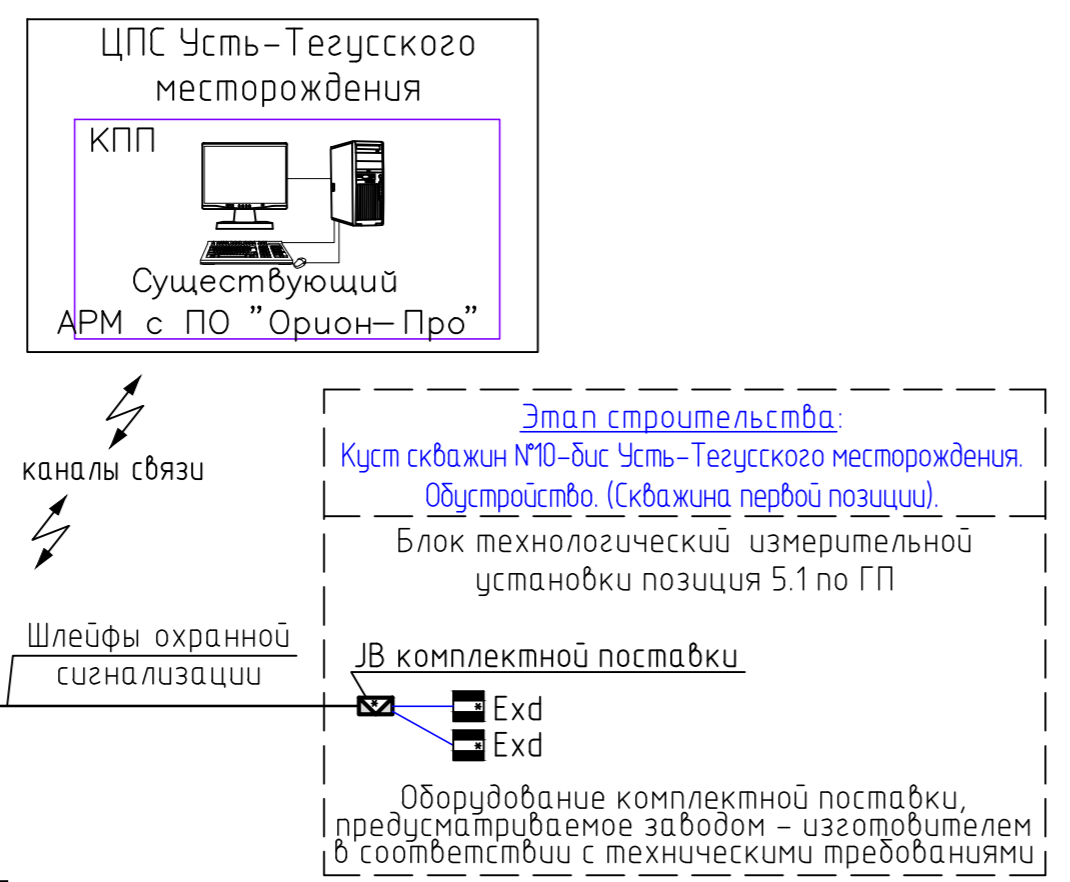 ЦПС Усть-Тегусского
месторождения
КПП
Существующий
АРМ с ПО "Орион-Про"
каналы связи
Этап строительства:
Куст скважин №10-бис Усть-Тегусского месторождения.
Обустройство. (Скважина первой позиции).
Блок технологический измерительной
установки позиция 5.1 по ГП
Шлейфы охранной
сигнализации
JB комплектной поставки
* Exd
* Exd
*
Оборудование комплектной поставки,
предусматриваемое заводом - изготовителем
в соответствии с техническими требованиями